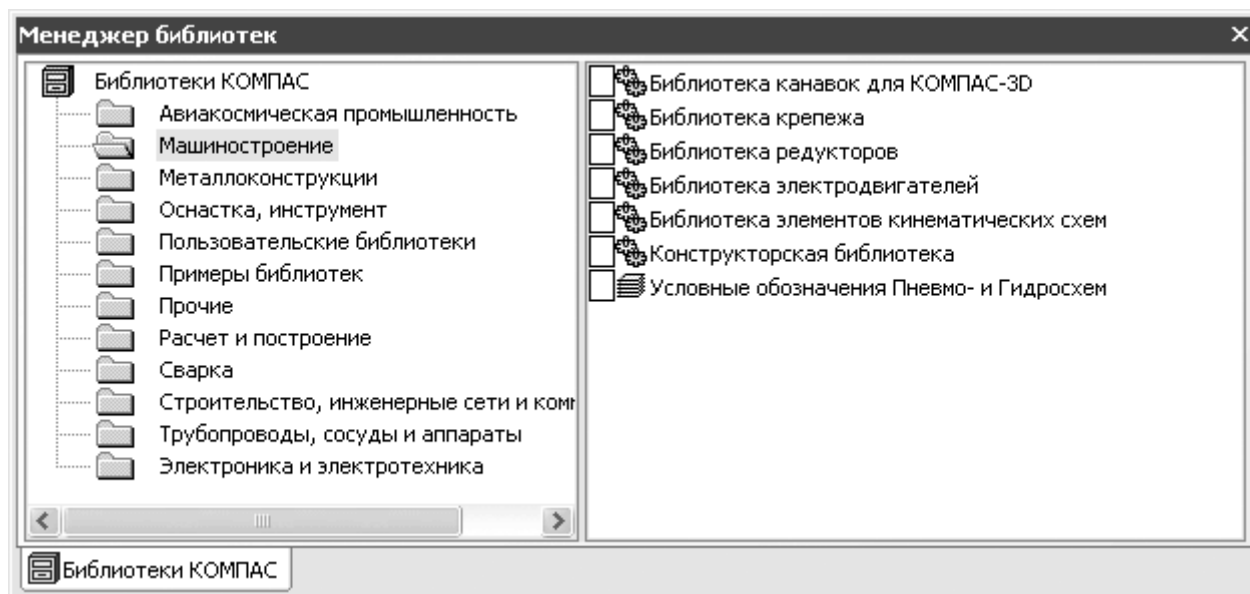 Менеджер библиотек
Библиотеки КОМПАС
Авиакосмическая промышленность
Машиностроение
Металлоконструкции
Оснастка, инструмент
Пользовательские библиотеки
Примеры библиотек
Прочие
Расчет и построение
Сварка
Строительство, инженерные сети и
Трубопроводы, сосуды и аппараты
Электроника и электротехника
Библиотека канавок для КОМПАС-3D
Библиотека крепежа
Библиотека редукторов
Библиотека электродвигателей
Библиотека элементов кинематических схем
Конструкторская библиотека
Условные обозначения Пневмо- и Гидросхем
Библиотеки КОМПАС